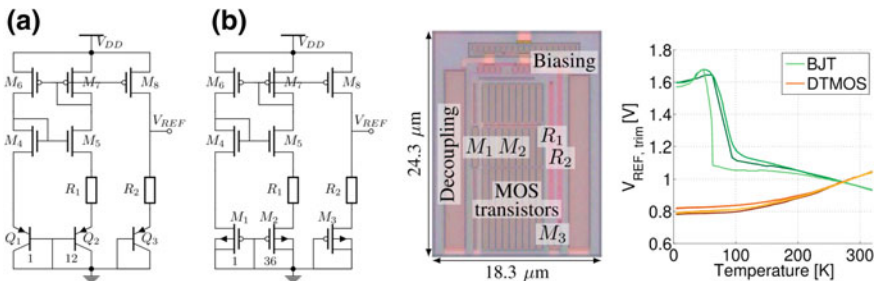 (a)
V_DD
M_6
M_7
M_8
V_REF
M_4
M_5
R_1
R_2
Q_1
Q_2
Q_3
1
12
(b)
V_DD
M_6
M_7
M_8
V_REF
M_4
M_5
R_1
R_2
M_1
M_2
M_3
1
36
24.3 μm
Decoupling
Biasing
M_1 M_2
R_1
R_2
MOS
transistors
M_3
18.3 μm
V_REF, trim [V]
1.8
1.6
1.4
1.2
1
0.8
0.6
BJT
DTMOS
0
100
200
300
Temperature [K]